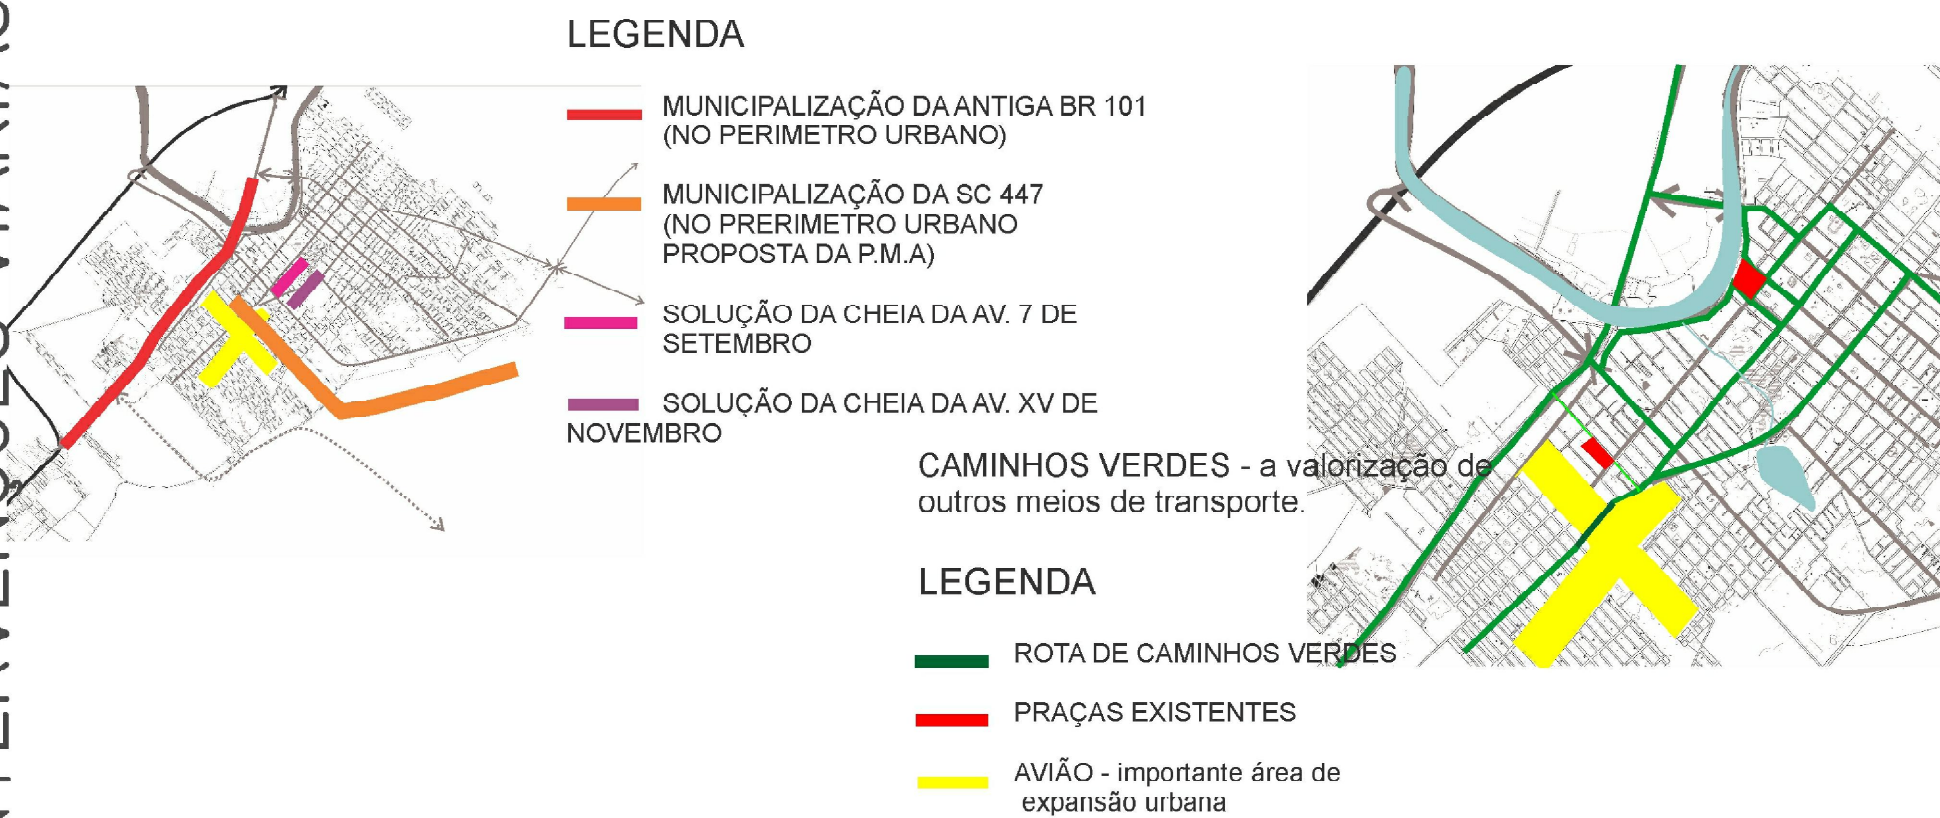 LEGENDA
MUNICIPALIZAÇÃO DA ANTIGA BR 101
(NO PERIMETRO URBANO)
MUNICIPALIZAÇÃO DA SC 447
(NO PRERIMETRO URBANO
PROPOSTA DA P.M.A)
SOLUÇÃO DA CHEIA DA AV. 7 DE
SETEMBRO
SOLUÇÃO DA CHEIA DA AV. XV DE
NOVEMBRO
CAMINHOS VERDES - a valorização de
outros meios de transporte.
LEGENDA
ROTA DE CAMINHOS VERDES
PRAÇAS EXISTENTES
AVIÃO - importante área de
expansão urbana